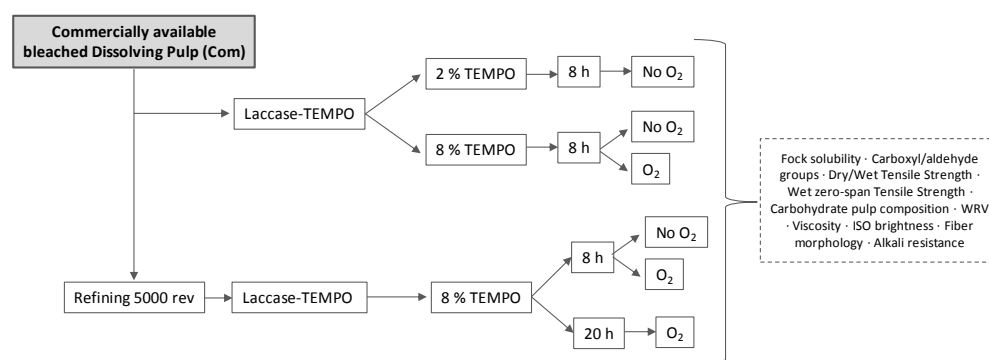 Commercially available
bleached Dissolving Pulp (Com)
Laccase-TEMPO
2 % TEMPO
8 h
No O₂
8 % TEMPO
8 h
No O₂
O₂
Refining 5000 rev
Laccase-TEMPO
8 % TEMPO
8 h
No O₂
O₂
20 h
O₂
Fock solubility · Carboxyl/aldehyde
groups · Dry/Wet Tensile Strength ·
Wet zero-span Tensile Strength ·
Carbohydrate pulp composition · WRV
· Viscosity · ISO brightness · Fiber
morphology · Alkali resistance